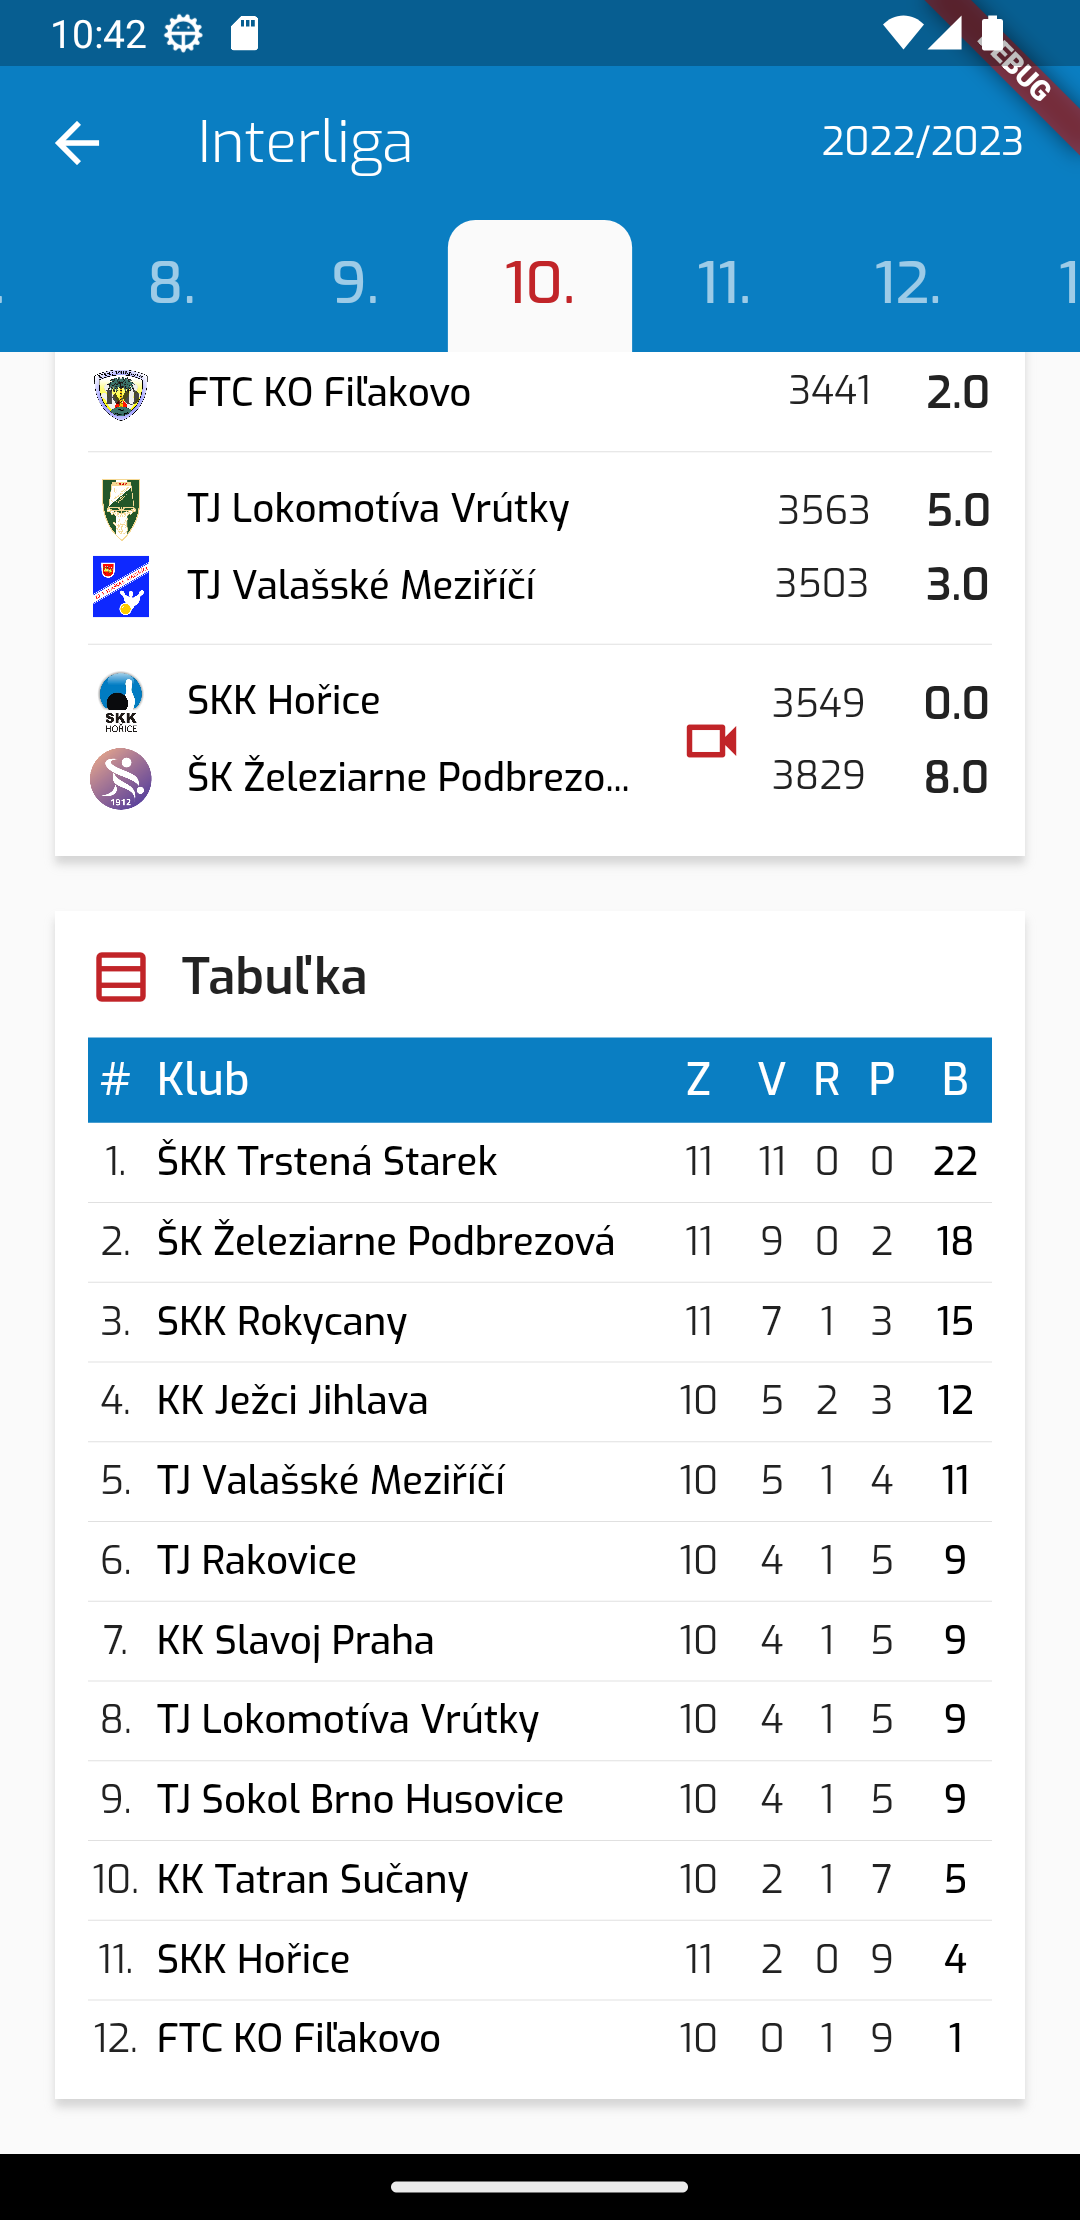 10:42
DEBUG
Interliga 2022/2023
8. 9. 10. 11. 12. 1
FTC KO Fiľakovo 3441 2.0
TJ Lokomotíva Vrútky 3563 5.0
TJ Valašské Meziříčí 3503 3.0
SKK Hořice 3549 0.0
SKK
HOŘICE
ŠK Železiarne Podbrezo... 3829 8.0
1912
Tabuľka
# Klub Z V R P B
1. ŠKK Trstená Starek 11 11 0 0 22
2. ŠK Železiarne Podbrezová 11 9 0 2 18
3. SKK Rokycany 11 7 1 3 15
4. KK Ježci Jihlava 10 5 2 3 12
5. TJ Valašské Meziříčí 10 5 1 4 11
6. TJ Rakovice 10 4 1 5 9
7. KK Slavoj Praha 10 4 1 5 9
8. TJ Lokomotíva Vrútky 10 4 1 5 9
9. TJ Sokol Brno Husovice 10 4 1 5 9
10. KK Tatran Sučany 10 2 1 7 5
11. SKK Hořice 11 2 0 9 4
12. FTC KO Fiľakovo 10 0 1 9 1